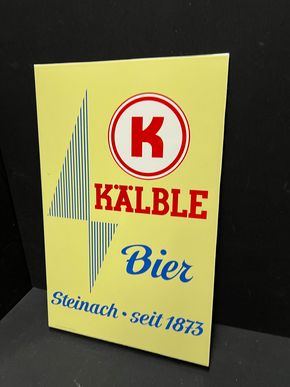 K
KÄLBLE
Bier
Steinach • seit 1873